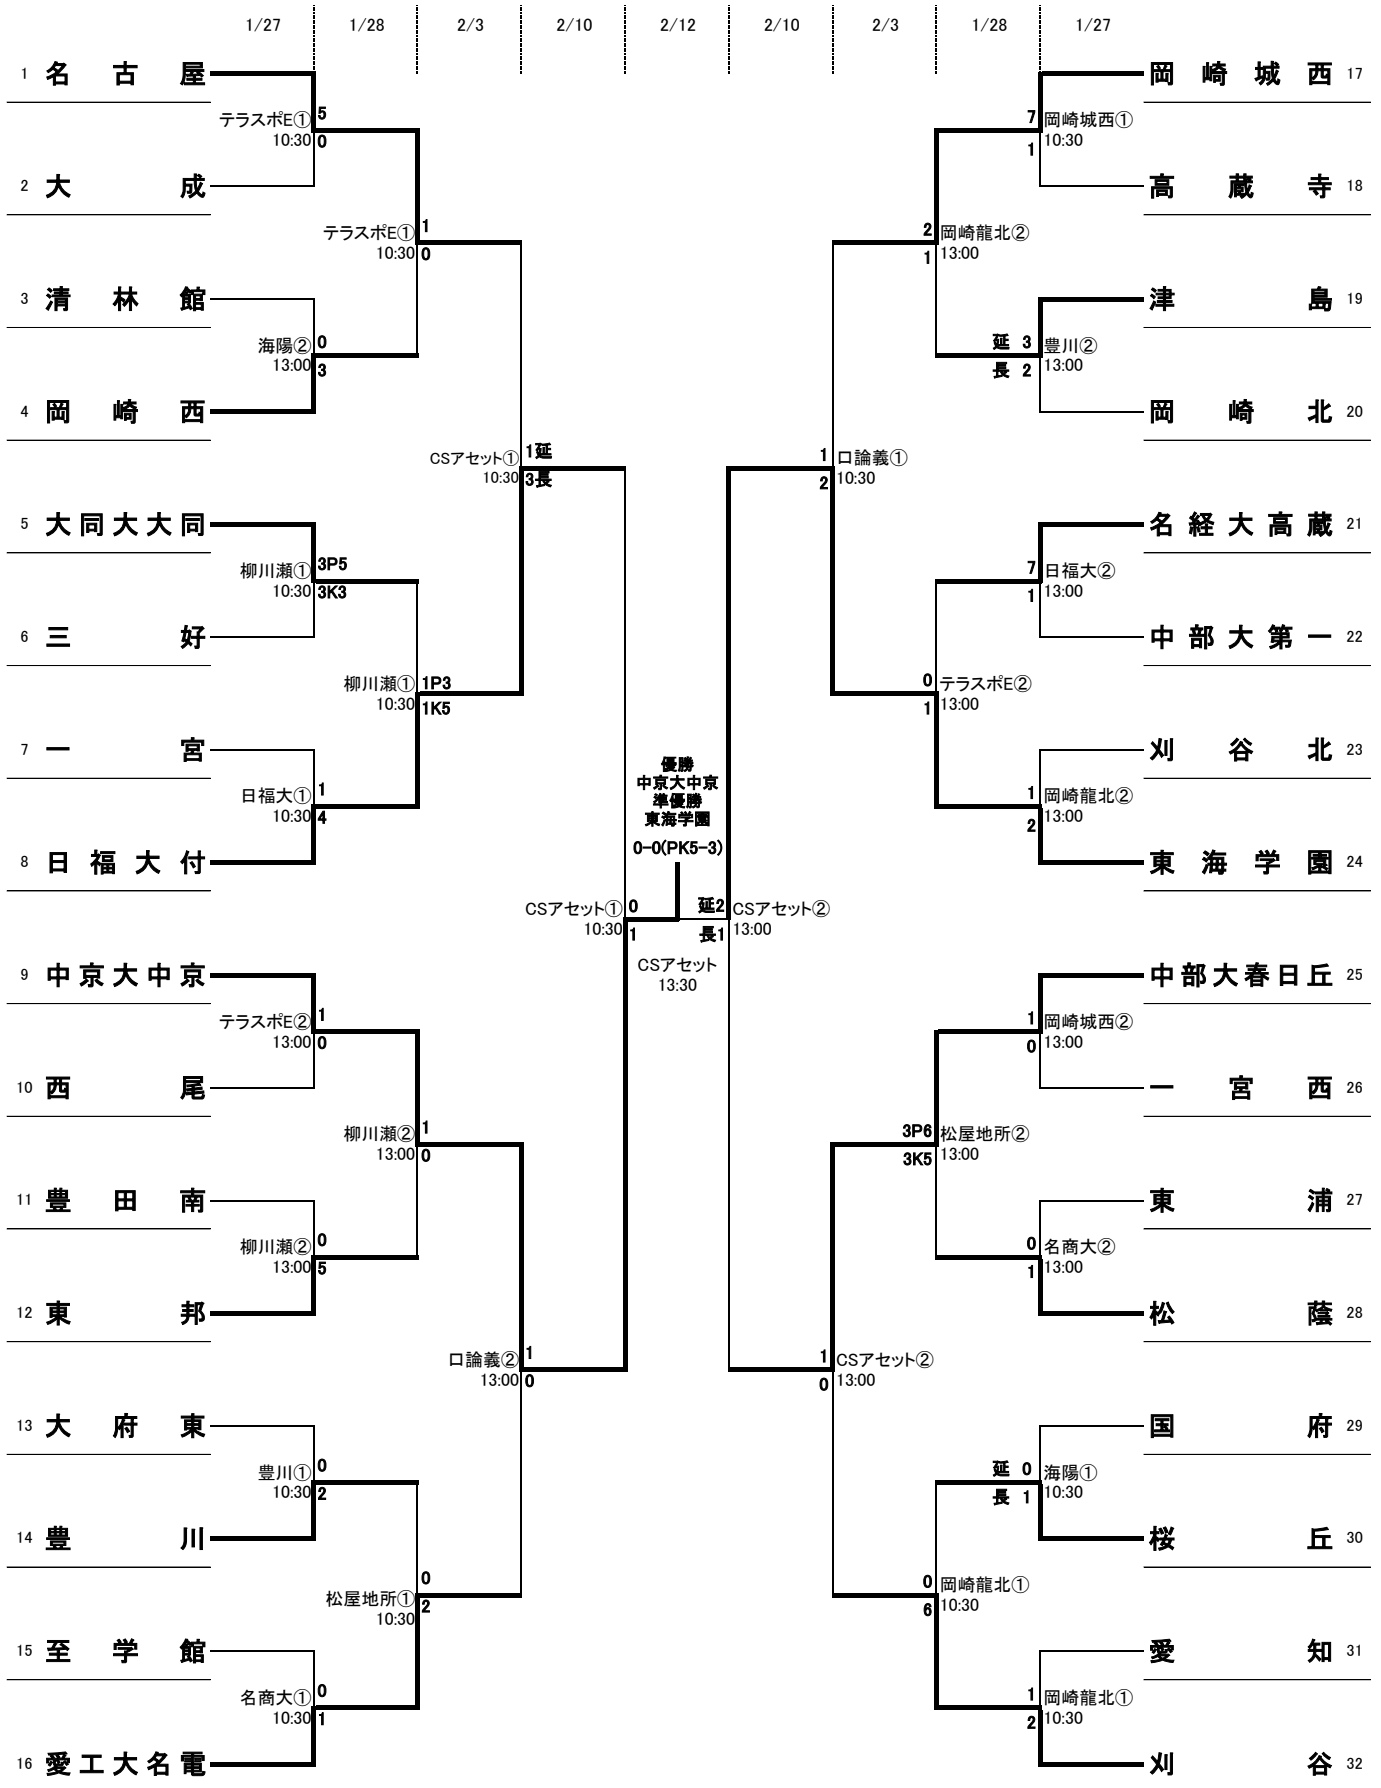 1/27 1/28 2/3 2/10 2/12 2/10 2/3 1/28 1/27
1 名古屋
テラスポE① 5
10:30 0
2 大成
テラスポE① 1
10:30 0
3 清林館
海陽② 0
13:00 3
4 岡崎西
CSアセット① 1延
10:30 3長
5 大同大大同
柳川瀬① 3P5
10:30 3K3
6 三好
柳川瀬① 1P3
10:30 1K5
7 一宮
日福大① 1
10:30 4
8 日福大付
CSアセット① 0
10:30 1
9 中京大中京
テラスポE② 1
13:00 0
10 西尾
柳川瀬② 1
13:00 0
11 豊田南
柳川瀬② 0
13:00 5
12 東邦
口論義② 1
13:00 0
13 大府東
豊川① 0
10:30 2
14 豊川
松屋地所① 0
10:30 2
15 至学館
名商大① 0
10:30 1
16 愛工大名電
優勝
中京大中京
準優勝
東海学園
0-0(PK5-3)
CSアセット
13:30
岡崎城西 17
7 岡崎城西①
1 10:30
高蔵寺 18
2 岡崎龍北②
1 13:00
津島 19
延 3 豊川②
長 2 13:00
岡崎北 20
1 口論義①
2 10:30
名経大高蔵 21
7 日福大②
1 13:00
中部大第一 22
0 テラスポE②
1 13:00
刈谷北 23
1 岡崎龍北②
2 13:00
東海学園 24
延2 CSアセット②
長1 13:00
中部大春日丘 25
1 岡崎城西②
0 13:00
一宮西 26
3P6 松屋地所②
3K5 13:00
東浦 27
0 名商大②
1 13:00
松蔭 28
1 CSアセット②
0 13:00
国府 29
延 0 海陽①
長 1 10:30
桜丘 30
0 岡崎龍北①
6 10:30
愛知 31
1 岡崎龍北①
2 10:30
刈谷 32